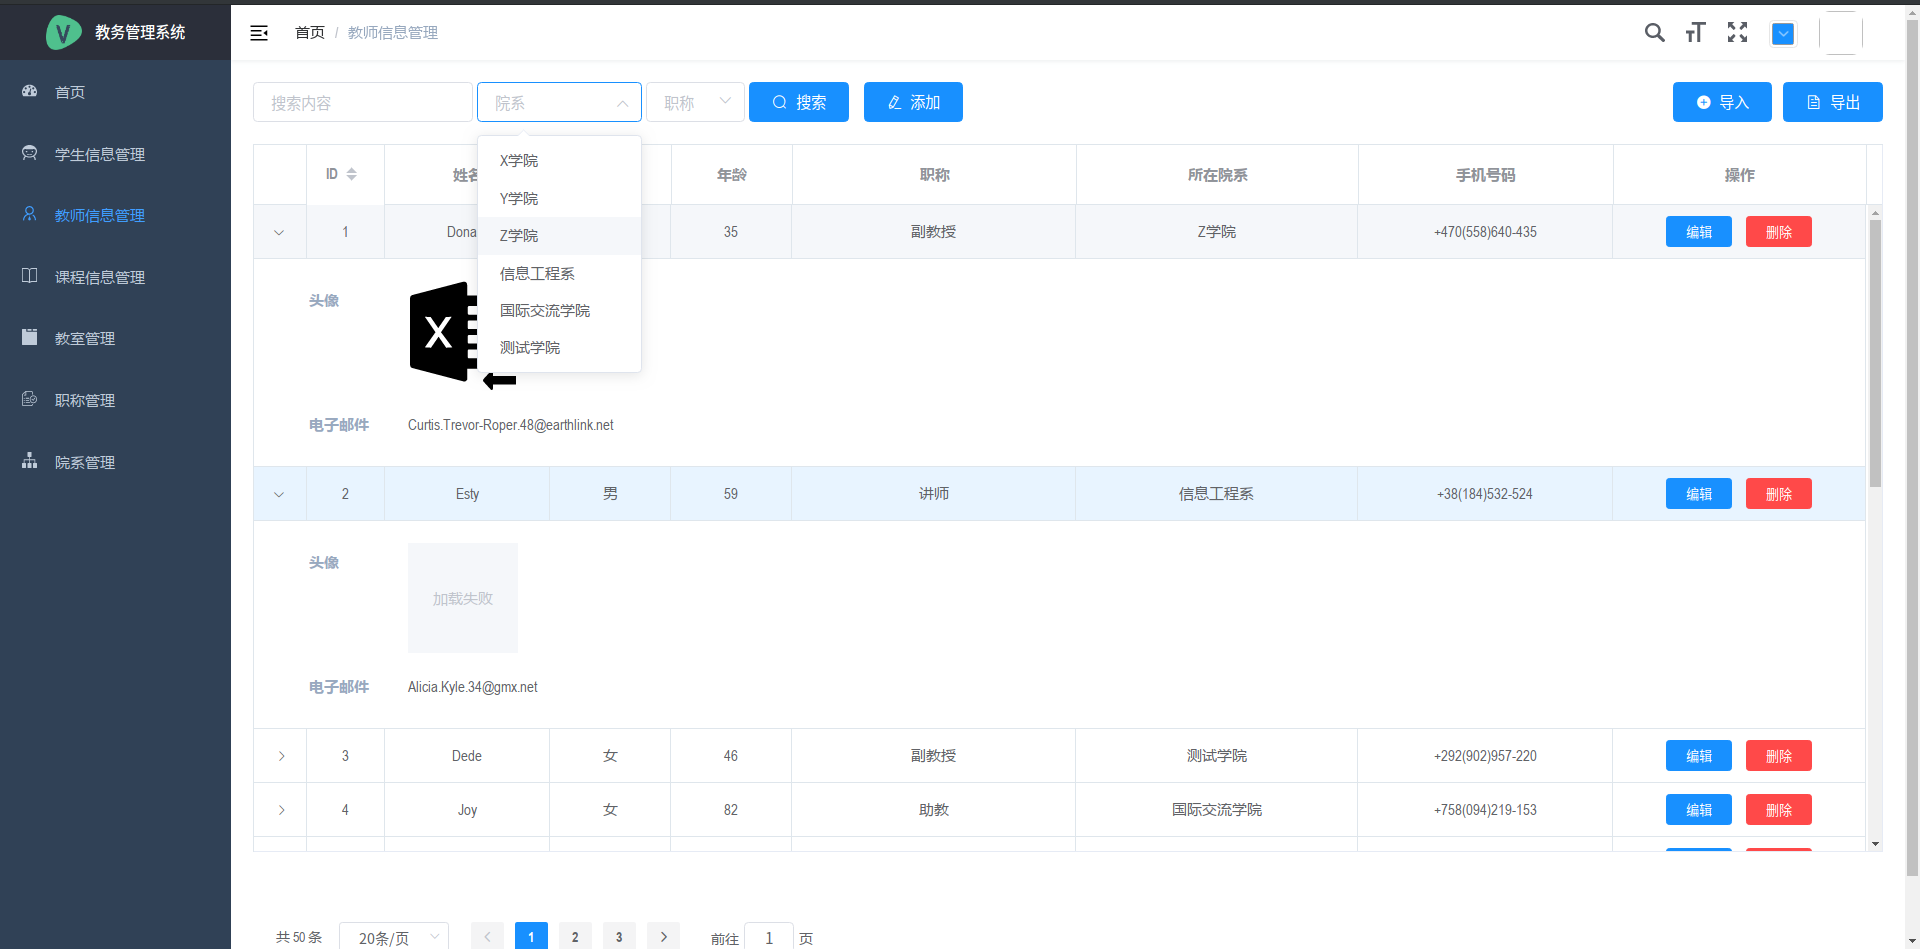 教务管理系统
首页 / 教师信息管理
首页
学生信息管理
教师信息管理
课程信息管理
教室管理
职称管理
院系管理
搜索内容 院系 职称 搜索 添加 导入 导出
X学院
Y学院
Z学院
信息工程系
国际交流学院
测试学院
ID 姓名 年龄 职称 所在院系 手机号码 操作
1 Dona 35 副教授 Z学院 +470(558)640-435 编辑 删除
头像
X
电子邮件 Curtis.Trevor-Roper.48@earthlink.net
2 Esty 男 59 讲师 信息工程系 +38(184)532-524 编辑 删除
头像
加载失败
电子邮件 Alicia.Kyle.34@gmx.net
3 Dede 女 46 副教授 测试学院 +292(902)957-220 编辑 删除
4 Joy 女 82 助教 国际交流学院 +758(094)219-153 编辑 删除
共 50 条 20条/页 1 2 3 前往 1 页